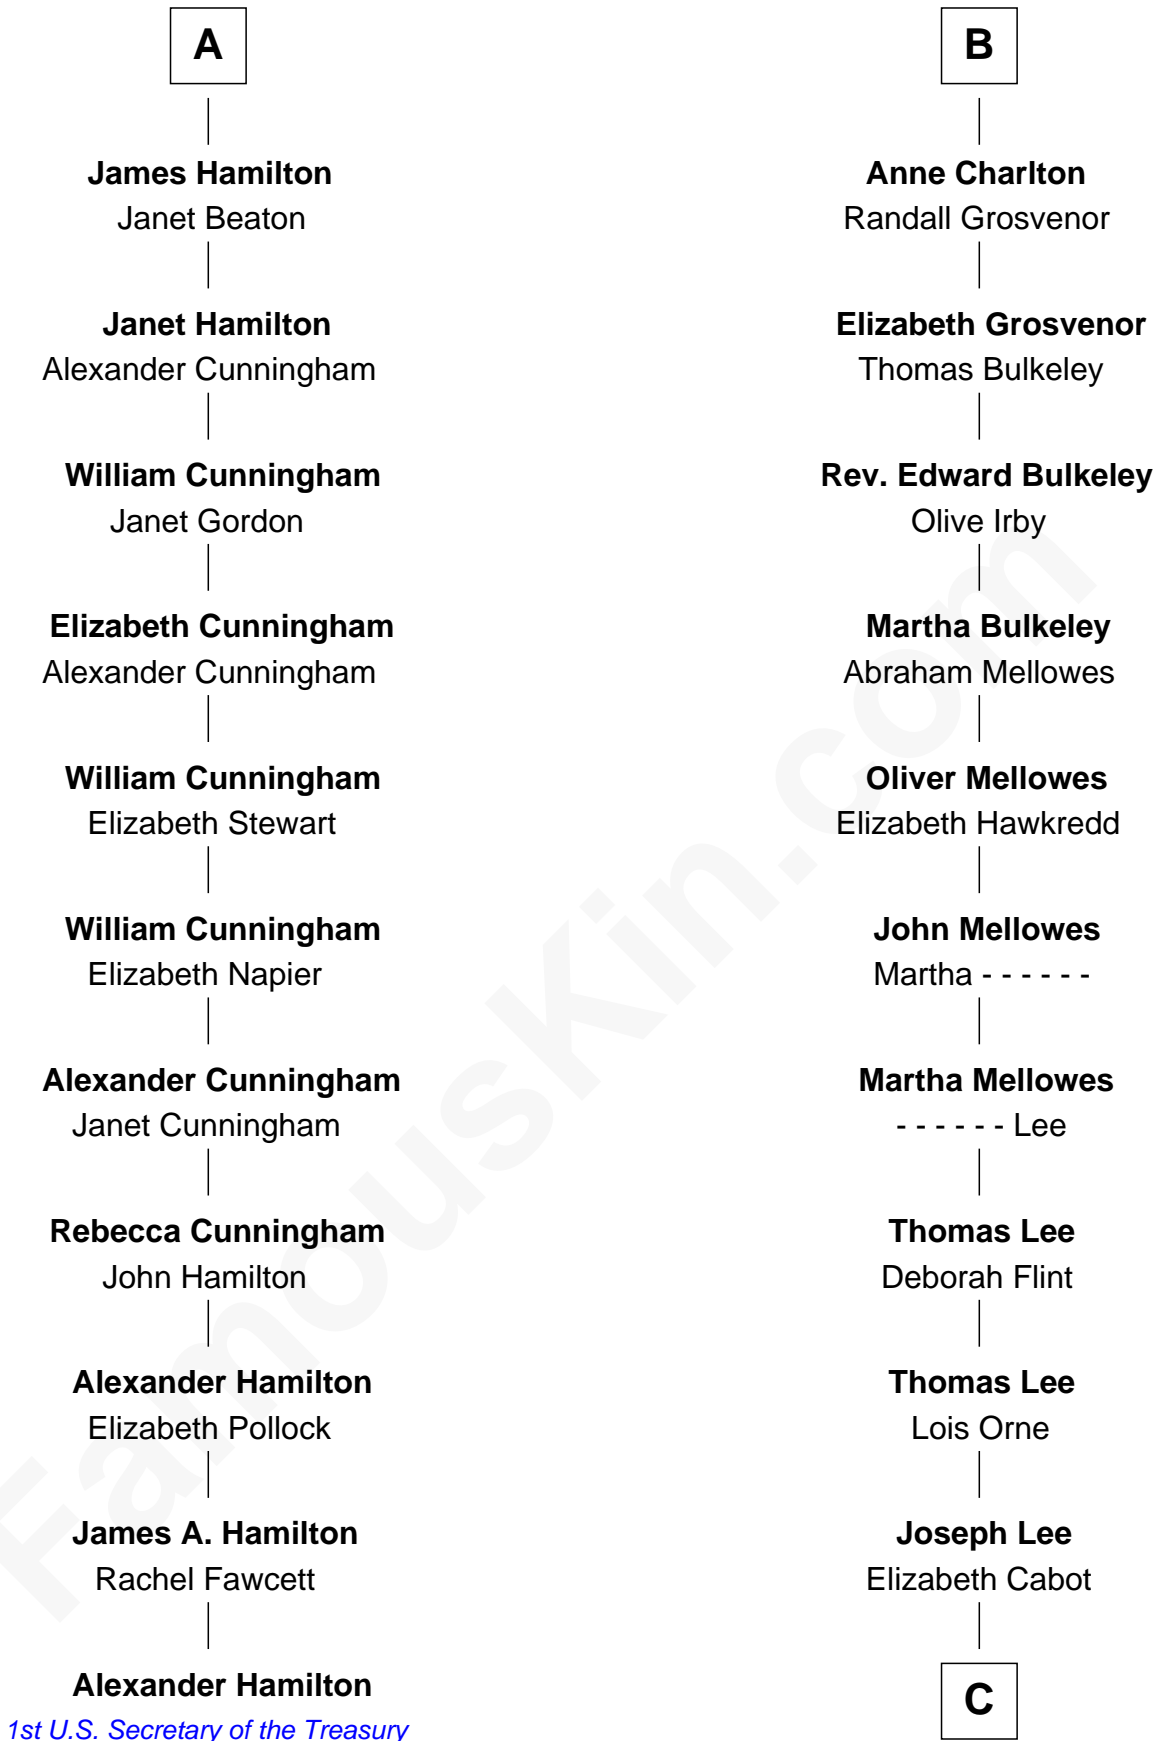 A
James Hamilton
Janet Beaton
Janet Hamilton
Alexander Cunningham
William Cunningham
Janet Gordon
Elizabeth Cunningham
Alexander Cunningham
William Cunningham
Elizabeth Stewart
William Cunningham
Elizabeth Napier
Alexander Cunningham
Janet Cunningham
Rebecca Cunningham
John Hamilton
Alexander Hamilton
Elizabeth Pollock
James A. Hamilton
Rachel Fawcett
Alexander Hamilton
1st U.S. Secretary of the Treasury
B
Anne Charlton
Randall Grosvenor
Elizabeth Grosvenor
Thomas Bulkeley
Rev. Edward Bulkeley
Olive Irby
Martha Bulkeley
Abraham Mellowes
Oliver Mellowes
Elizabeth Hawkredd
John Mellowes
Martha - - - - - -
Martha Mellowes
- - - - - - Lee
Thomas Lee
Deborah Flint
Thomas Lee
Lois Orne
Joseph Lee
Elizabeth Cabot
C
FamousKin.com